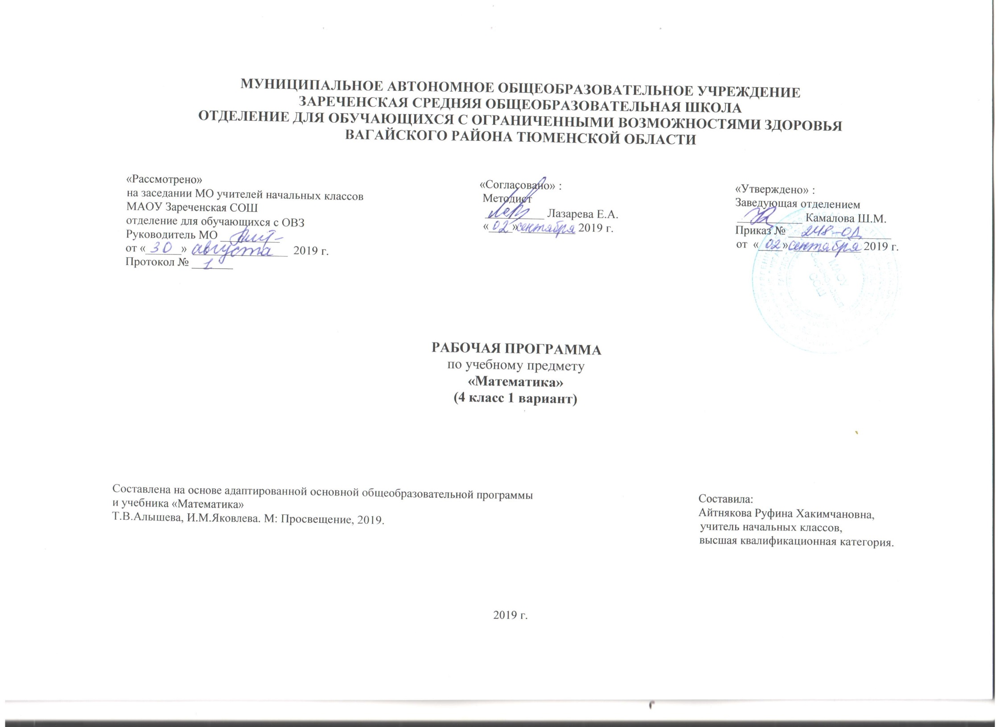 МУНИЦИПАЛЬНОЕ АВТОНОМНОЕ ОБЩЕОБРАЗОВАТЕЛЬНОЕ УЧРЕЖДЕНИЕ
ЗАРЕЧЕНСКАЯ СРЕДНЯЯ ОБЩЕОБРАЗОВАТЕЛЬНАЯ ШКОЛА
ОТДЕЛЕНИЕ ДЛЯ ОБУЧАЮЩИХСЯ С ОГРАНИЧЕННЫМИ ВОЗМОЖНОСТЯМИ ЗДОРОВЬЯ
ВАГАЙСКОГО РАЙОНА ТЮМЕНСКОЙ ОБЛАСТИ
«Рассмотрено»
на заседании МО учителей начальных классов
МАОУ Зареченская СОШ
отделение для обучающихся с ОВЗ
Руководитель МО
от «30» августа 2019 г.
Протокол № 1
«Согласовано» :
Методист
Лазарева Е.А.
«02» сентября 2019 г.
«Утверждено» :
Заведующая отделением
Камалова Ш.М.
Приказ № 248-ОД
от «02» сентября 2019 г.
МАОУ
СОШ
РАБОЧАЯ ПРОГРАММА
по учебному предмету
«Математика»
(4 класс 1 вариант)
Составлена на основе адаптированной основной общеобразовательной программы
и учебника «Математика»
Т.В.Алышева, И.М.Яковлева. М: Просвещение, 2019.
Составила:
Айтнякова Руфина Хакимчановна,
учитель начальных классов,
высшая квалификационная категория.
2019 г.